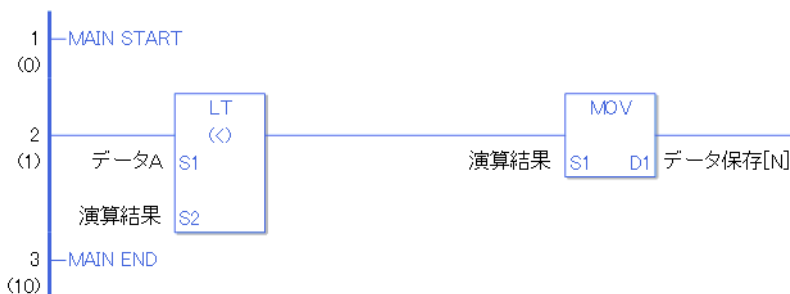 1 MAIN START
(0)
LT MOV
2 (<)
(1) データA S1 演算結果 S1 D1 データ保存[N]
演算結果 S2
3 MAIN END
(10)